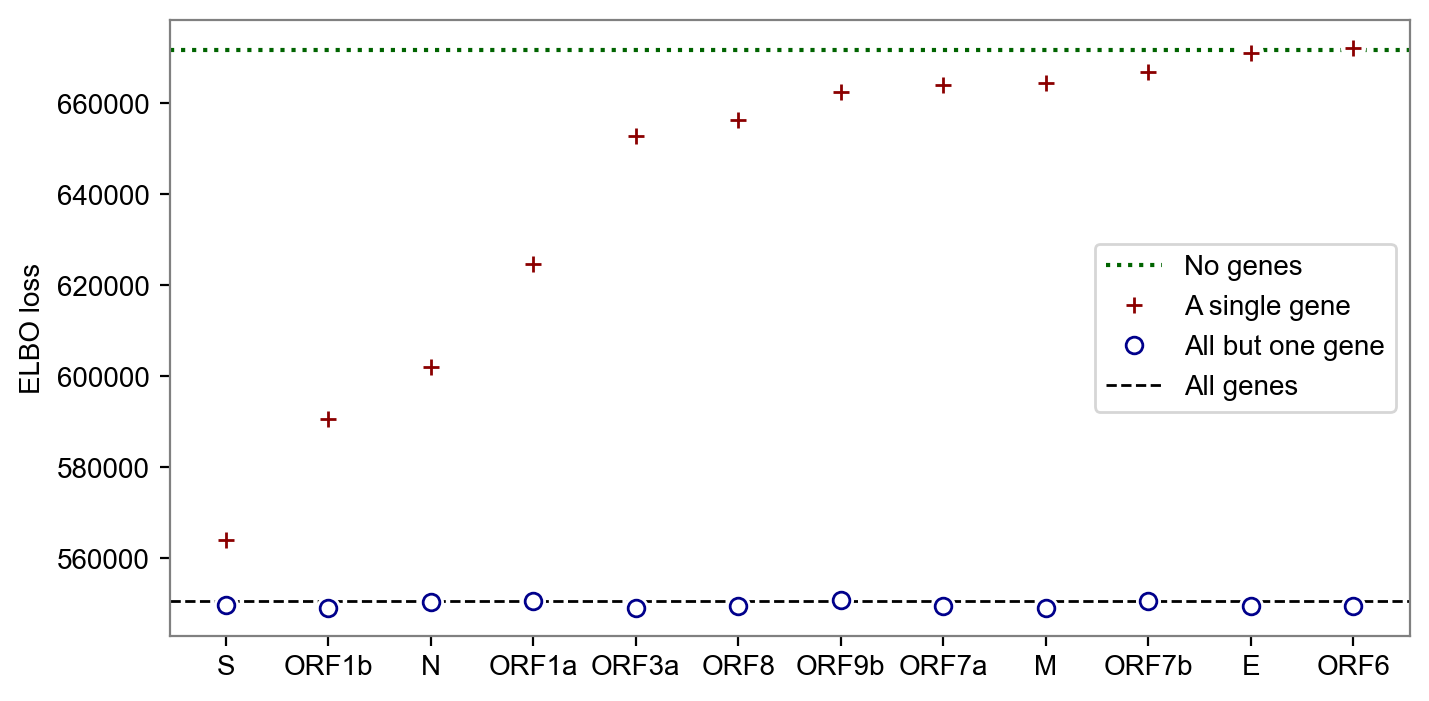 660000
640000
620000
600000
580000
560000
ELBO loss
No genes
A single gene
All but one gene
All genes
S ORF1b N ORF1a ORF3a ORF8 ORF9b ORF7a M ORF7b E ORF6